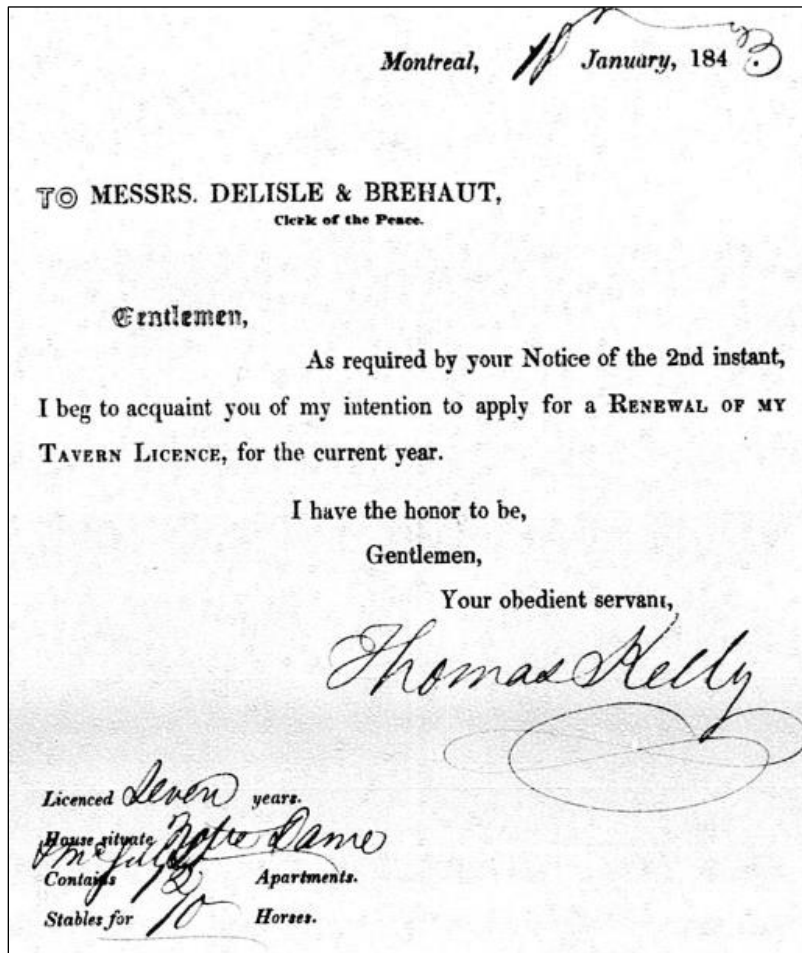 Montreal, 18 January, 1843.
TO MESSRS. DELISLE & BREHAUT,
Clerk of the Peace.
Gentlemen,
As required by your Notice of the 2nd instant,
I beg to acquaint you of my intention to apply for a RENEWAL OF MY
TAVERN LICENCE, for the current year.
I have the honor to be,
Gentlemen,
Your obedient servant,
Thomas Kelly
Licenced Seven years.
House situate Notre Dame
& McGill St
Contains 12 Apartments.
Stables for 10 Horses.